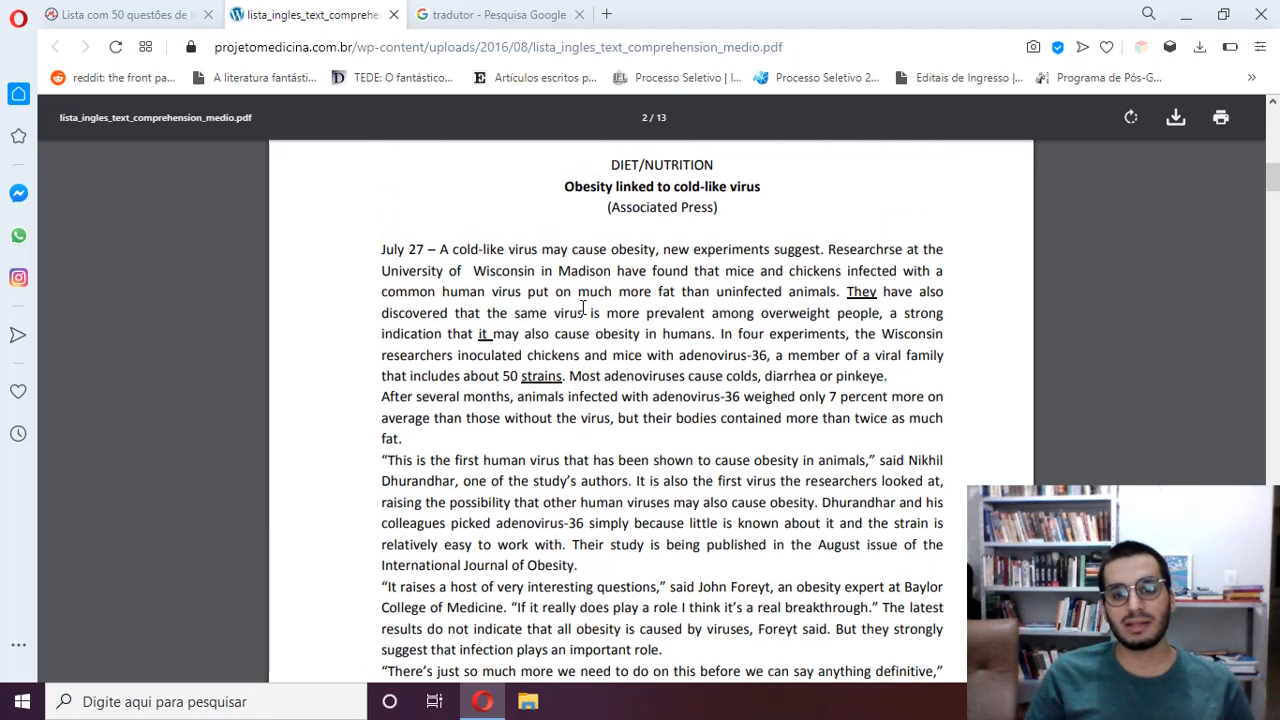 Lista com 50 questões de I
lista_ingles_text_comprehe
tradutor - Pesquisa Google
projetomedicina.com.br/wp-content/uploads/2016/08/lista_ingles_text_comprehension_medio.pdf
reddit: the front pa...
A literatura fantásti...
TEDE: O fantástico...
Artículos escritos p...
Processo Seletivo | I...
Processo Seletivo 2...
Editais de Ingresso |...
Programa de Pós-G...
lista_ingles_text_comprehension_medio.pdf
2 / 13
DIET/NUTRITION
Obesity linked to cold-like virus
(Associated Press)
July 27 – A cold-like virus may cause obesity, new experiments suggest. Researchrse at the
University of Wisconsin in Madison have found that mice and chickens infected with a
common human virus put on much more fat than uninfected animals. They have also
discovered that the same virus is more prevalent among overweight people, a strong
indication that it may also cause obesity in humans. In four experiments, the Wisconsin
researchers inoculated chickens and mice with adenovirus-36, a member of a viral family
that includes about 50 strains. Most adenoviruses cause colds, diarrhea or pinkeye.
After several months, animals infected with adenovirus-36 weighed only 7 percent more on
average than those without the virus, but their bodies contained more than twice as much
fat.
“This is the first human virus that has been shown to cause obesity in animals,” said Nikhil
Dhurandhar, one of the study’s authors. It is also the first virus the researchers looked at,
raising the possibility that other human viruses may also cause obesity. Dhurandhar and his
colleagues picked adenovirus-36 simply because little is known about it and the strain is
relatively easy to work with. Their study is being published in the August issue of the
International Journal of Obesity.
“It raises a host of very interesting questions,” said John Foreyt, an obesity expert at Baylor
College of Medicine. “If it really does play a role I think it’s a real breakthrough.” The latest
results do not indicate that all obesity is caused by viruses, Foreyt said. But they strongly
suggest that infection plays an important role.
“There’s just so much more we need to do on this before we can say anything definitive,”
Digite aqui para pesquisar